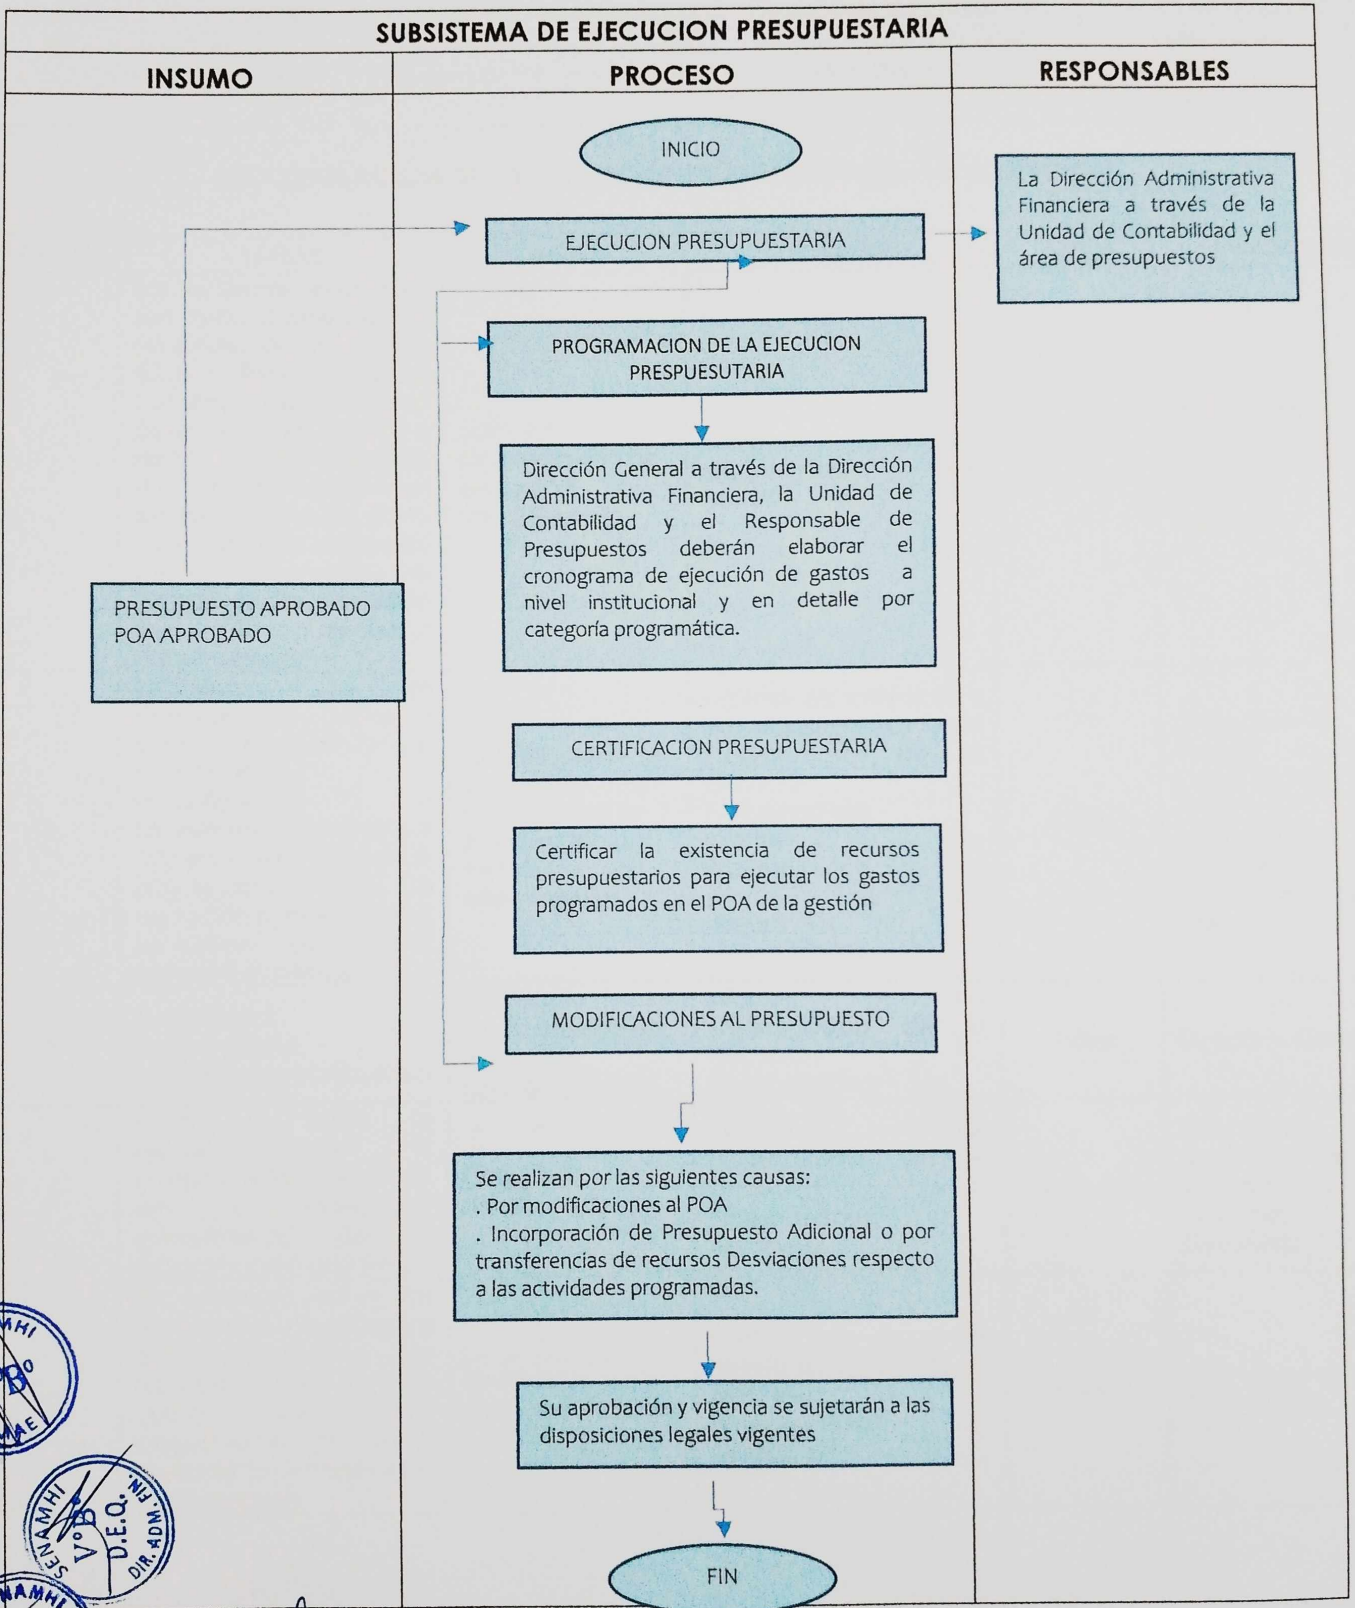 SUBSISTEMA DE EJECUCION PRESUPUESTARIA
INSUMO
PROCESO
RESPONSABLES
INICIO
La Dirección Administrativa
Financiera a través de la
Unidad de Contabilidad y el
área de presupuestos
EJECUCION PRESUPUESTARIA
PROGRAMACION DE LA EJECUCION
PRESPUESUTARIA
Dirección General a través de la Dirección
Administrativa Financiera, la Unidad de
Contabilidad y el Responsable de
Presupuestos deberán elaborar el
cronograma de ejecución de gastos a
nivel institucional y en detalle por
categoría programática.
PRESUPUESTO APROBADO
POA APROBADO
CERTIFICACION PRESUPUESTARIA
Certificar la existencia de recursos
presupuestarios para ejecutar los gastos
programados en el POA de la gestión
MODIFICACIONES AL PRESUPUESTO
Se realizan por las siguientes causas:
. Por modificaciones al POA
. Incorporación de Presupuesto Adicional o por
transferencias de recursos Desviaciones respecto
a las actividades programadas.
Su aprobación y vigencia se sujetarán a las
disposiciones legales vigentes
FIN
SENAMHI
V°B°
D.E.Q.
DIR. ADM. FIN.